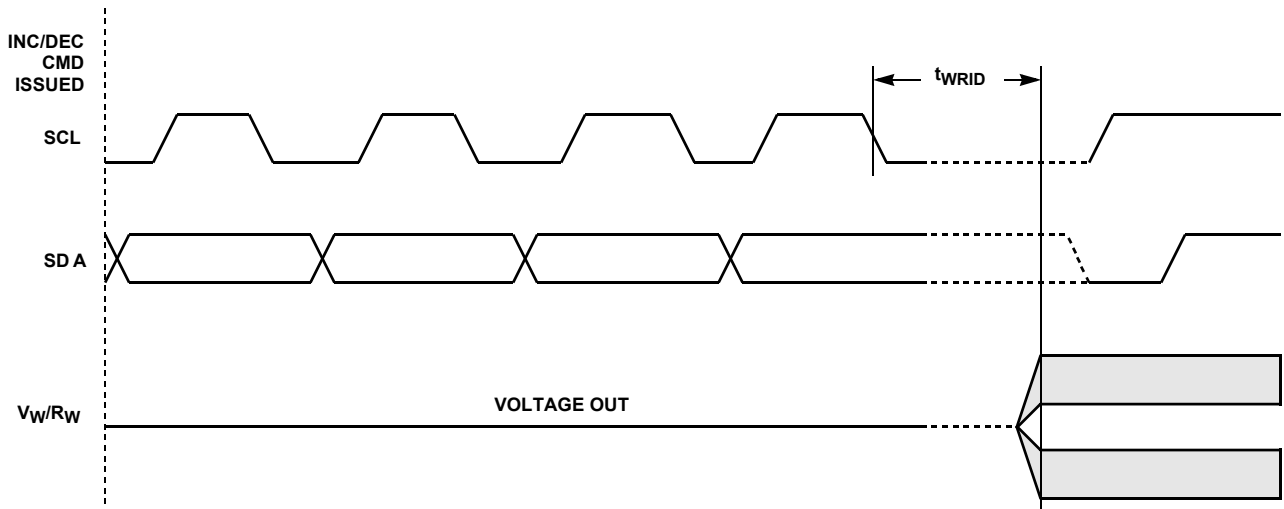 INC/DEC
CMD
ISSUED
tWRID
SCL
SD A
VOLTAGE OUT
VW/RW